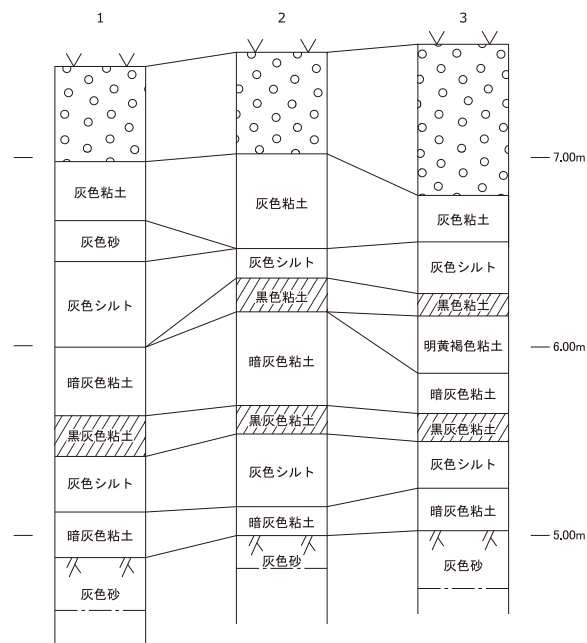 1
2
3
7.00m
6.00m
5.00m
灰色粘土
灰色砂
灰色シルト
暗灰色粘土
黒灰色粘土
灰色シルト
暗灰色粘土
灰色砂
灰色粘土
灰色シルト
黒色粘土
暗灰色粘土
黒灰色粘土
灰色シルト
暗灰色粘土
灰色砂
灰色粘土
灰色シルト
黒色粘土
明黄褐色粘土
暗灰色粘土
黒灰色粘土
灰色シルト
暗灰色粘土
灰色砂